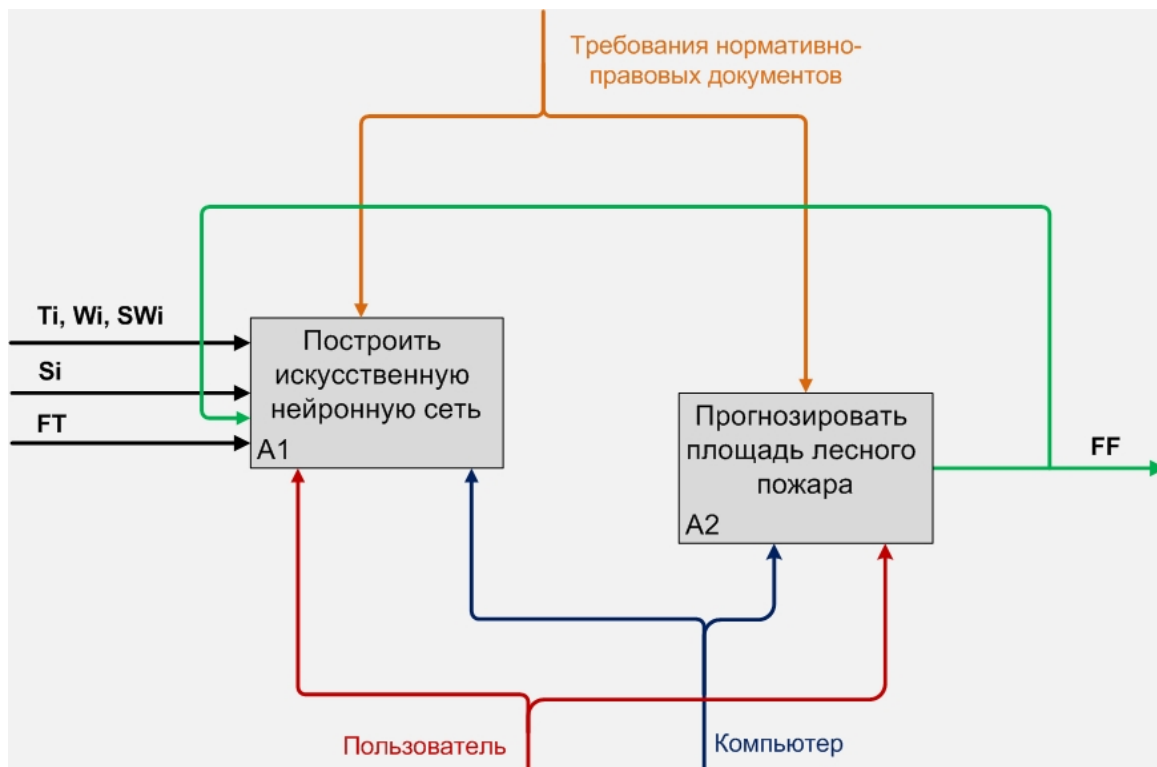 Требования нормативно-
правовых документов
Ti, Wi, SWi
Si
FT
Построить
искусственную
нейронную сеть
A1
Прогнозировать
площадь лесного
пожара
A2
FF
Пользователь
Компьютер